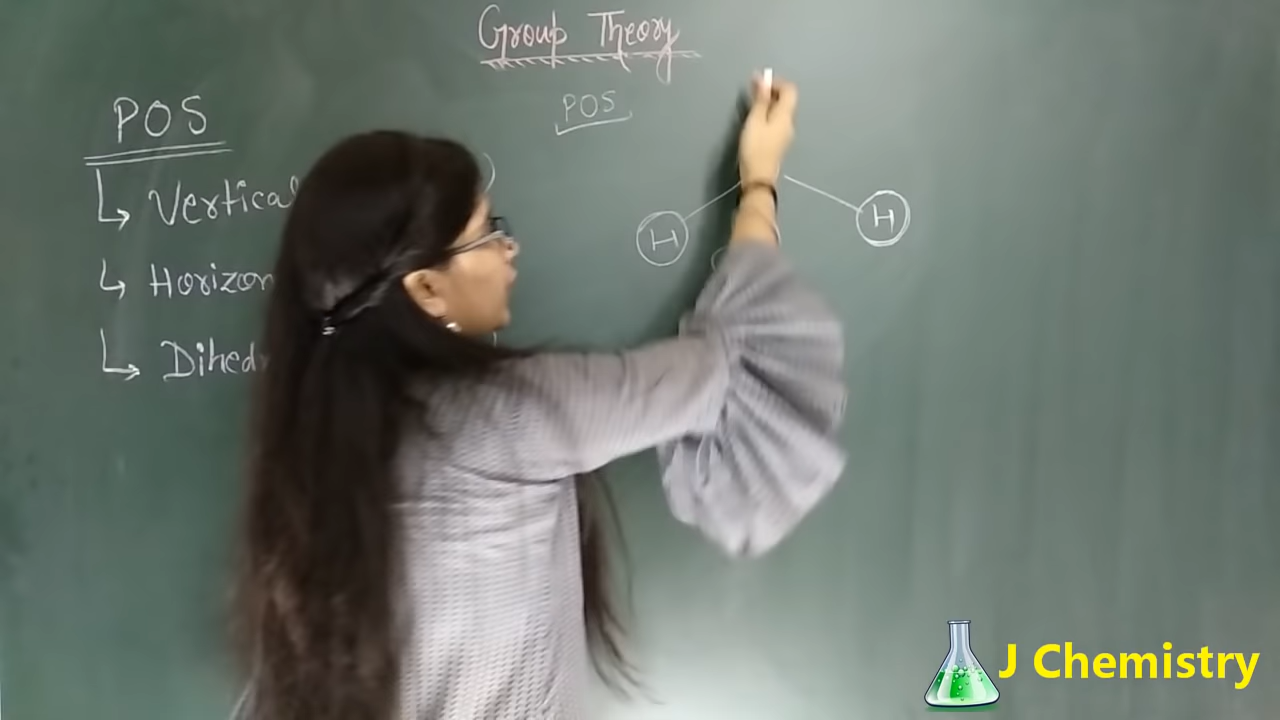 Group Theory
POS
POS
Vertical
Horizon
Dihed
H
H
J Chemistry